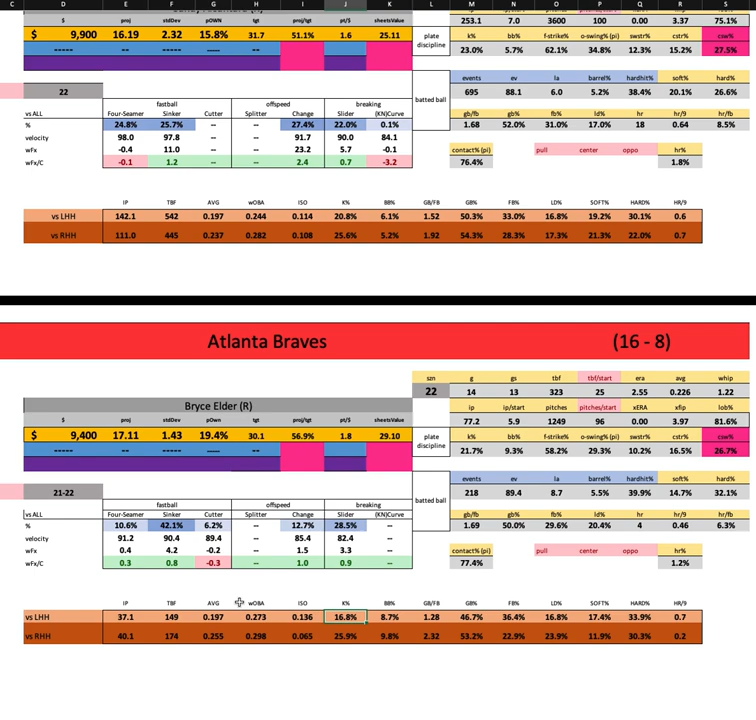 C D E F G H I J K L M N O P Q R S
$ proj stdDev pOWN tgt proj/tgt pt/$ sheetsValue
253.1 7.0 3600 100 0.00 3.37 75.1%
$ 9,900 16.19 2.32 15.8% 31.7 51.1% 1.6 25.11
plate discipline
k% bb% f-strike% o-swing% (pi) swstr% cstr% csw%
----- -- -- ---- --
23.0% 5.7% 62.1% 34.8% 12.3% 15.2% 27.5%
events ev la barrel% hardhit% soft% hard%
22
batted ball
695 88.1 6.0 5.2% 38.4% 20.1% 26.6%
fastball offspeed breaking
vs ALL Four-Seamer Sinker Cutter Splitter Change Slider (KN)Curve
gb/fb gb% fb% ld% hr hr/9 hr/fb
% 24.8% 25.7% -- -- 27.4% 22.0% 0.1%
1.68 52.0% 31.0% 17.0% 18 0.64 8.5%
velocity 98.0 97.8 -- -- 91.7 90.0 84.1
wFx -0.4 11.0 -- -- 23.2 5.7 -0.1
contact% (pi) pull center oppo hr%
wFx/C -0.1 1.2 -- -- 2.4 0.7 -3.2
76.4% 1.8%
IP TBF AVG wOBA ISO K% BB% GB/FB GB% FB% LD% SOFT% HARD% HR/9
vs LHH 142.1 542 0.197 0.244 0.114 20.8% 6.1% 1.52 50.3% 33.0% 16.8% 19.2% 30.1% 0.6
vs RHH 111.0 445 0.237 0.282 0.108 25.6% 5.2% 1.92 54.3% 28.3% 17.3% 21.3% 22.0% 0.7
Atlanta Braves (16 - 8)
szn g gs tbf tbf/start era avg whip
22 14 13 323 25 2.55 0.226 1.22
Bryce Elder (R)
ip ip/start pitches pitches/start xERA xfip lob%
$ proj stdDev pOwn tgt proj/tgt pt/$ sheetsValue
77.2 5.9 1249 96 0.00 3.97 81.6%
$ 9,400 17.11 1.43 19.4% 30.1 56.9% 1.8 29.10
plate discipline
k% bb% f-strike% o-swing% (pi) swstr% cstr% csw%
----- -- -- ---- --
21.7% 9.3% 58.2% 29.3% 10.2% 16.5% 26.7%
events ev la barrel% hardhit% soft% hard%
21-22
batted ball
218 89.4 8.7 5.5% 39.9% 14.7% 32.1%
fastball offspeed breaking
vs ALL Four-Seamer Sinker Cutter Splitter Change Slider (KN)Curve
gb/fb gb% fb% ld% hr hr/9 hr/fb
% 10.6% 42.1% 6.2% -- 12.7% 28.5% --
1.69 50.0% 29.6% 20.4% 4 0.46 6.3%
velocity 91.2 90.4 89.4 -- 85.4 82.4 --
wFx 0.4 4.2 -0.2 -- 1.5 3.3 --
contact% (pi) pull center oppo hr%
wFx/C 0.3 0.8 -0.3 -- 1.0 0.9 --
77.4% 1.2%
IP TBF AVG wOBA ISO K% BB% GB/FB GB% FB% LD% SOFT% HARD% HR/9
vs LHH 37.1 149 0.197 0.273 0.136 16.8% 8.7% 1.28 46.7% 36.4% 16.8% 17.4% 33.9% 0.7
vs RHH 40.1 174 0.255 0.298 0.065 25.9% 9.8% 2.32 53.2% 22.9% 23.9% 11.9% 30.3% 0.2